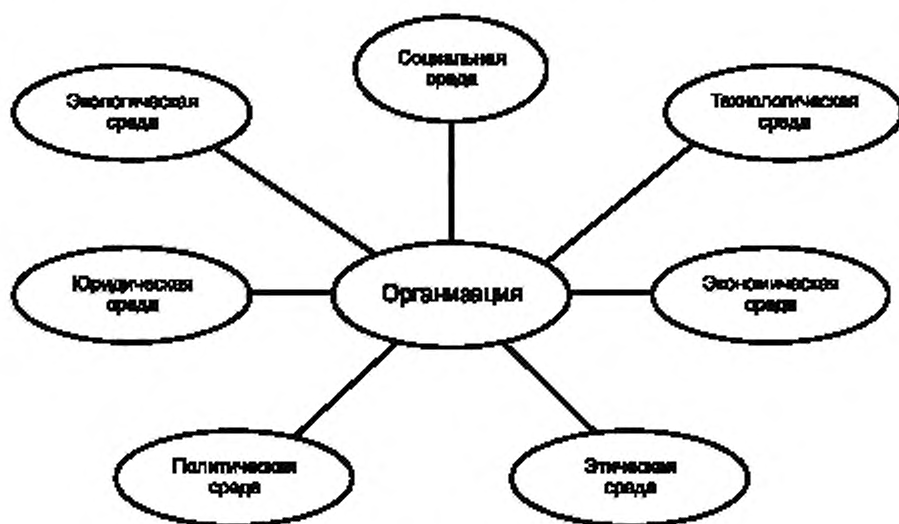 Социальная
среда
Экологическая
среда
Технологическая
среда
Юридическая
среда
Организация
Экономическая
среда
Политическая
среда
Этическая
среда